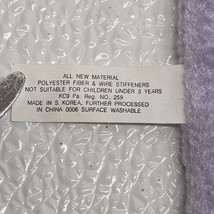 ALL NEW MATERIAL
POLYESTER FIBER & WIRE STIFFENERS
NOT SUITABLE FOR CHILDREN UNDER 3 YEARS
KC9 Pa. Reg. NO., 259
MADE IN S. KOREA, FURTHER PROCESSED
IN CHINA 0006 SURFACE WASHABLE